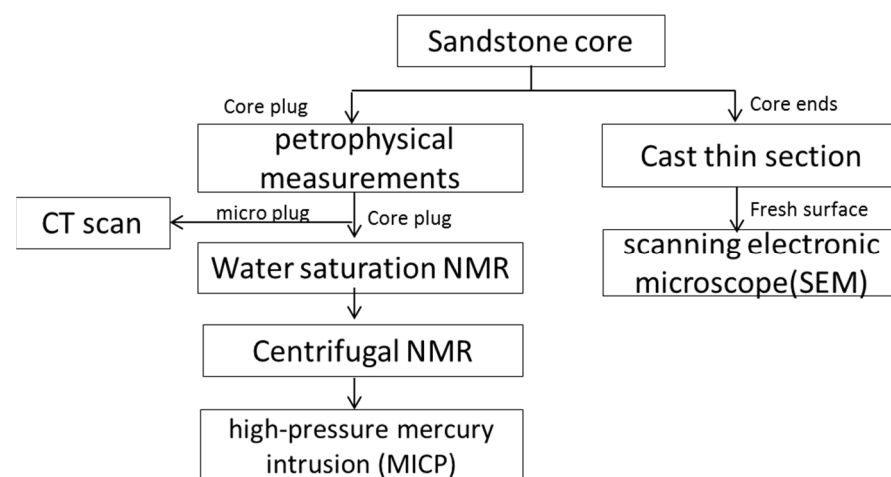 Sandstone core
Core plug
Core ends
petrophysical
measurements
Cast thin section
CT scan
micro plug
Core plug
Fresh surface
Water saturation NMR
scanning electronic
microscope(SEM)
Centrifugal NMR
high-pressure mercury
intrusion (MICP)